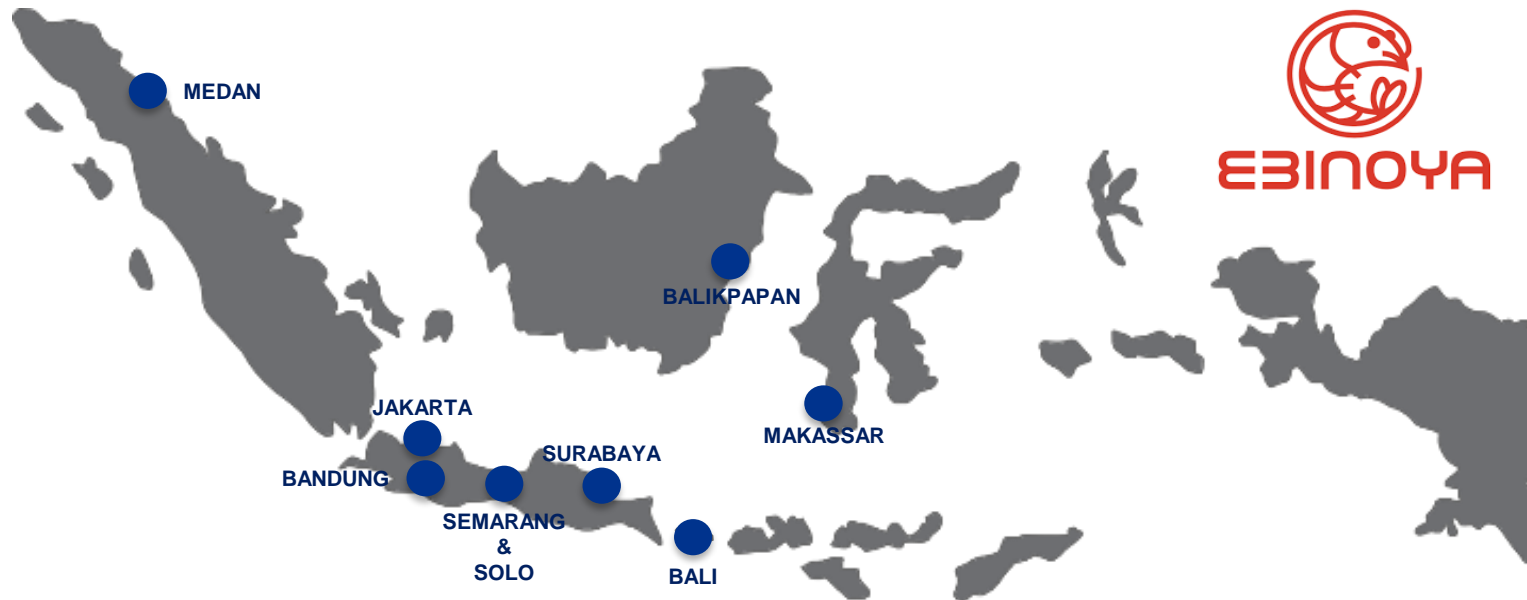 MEDAN
EBINOYA
BALIKPAPAN
JAKARTA
MAKASSAR
SURABAYA
BANDUNG
SEMARANG
&
SOLO
BALI